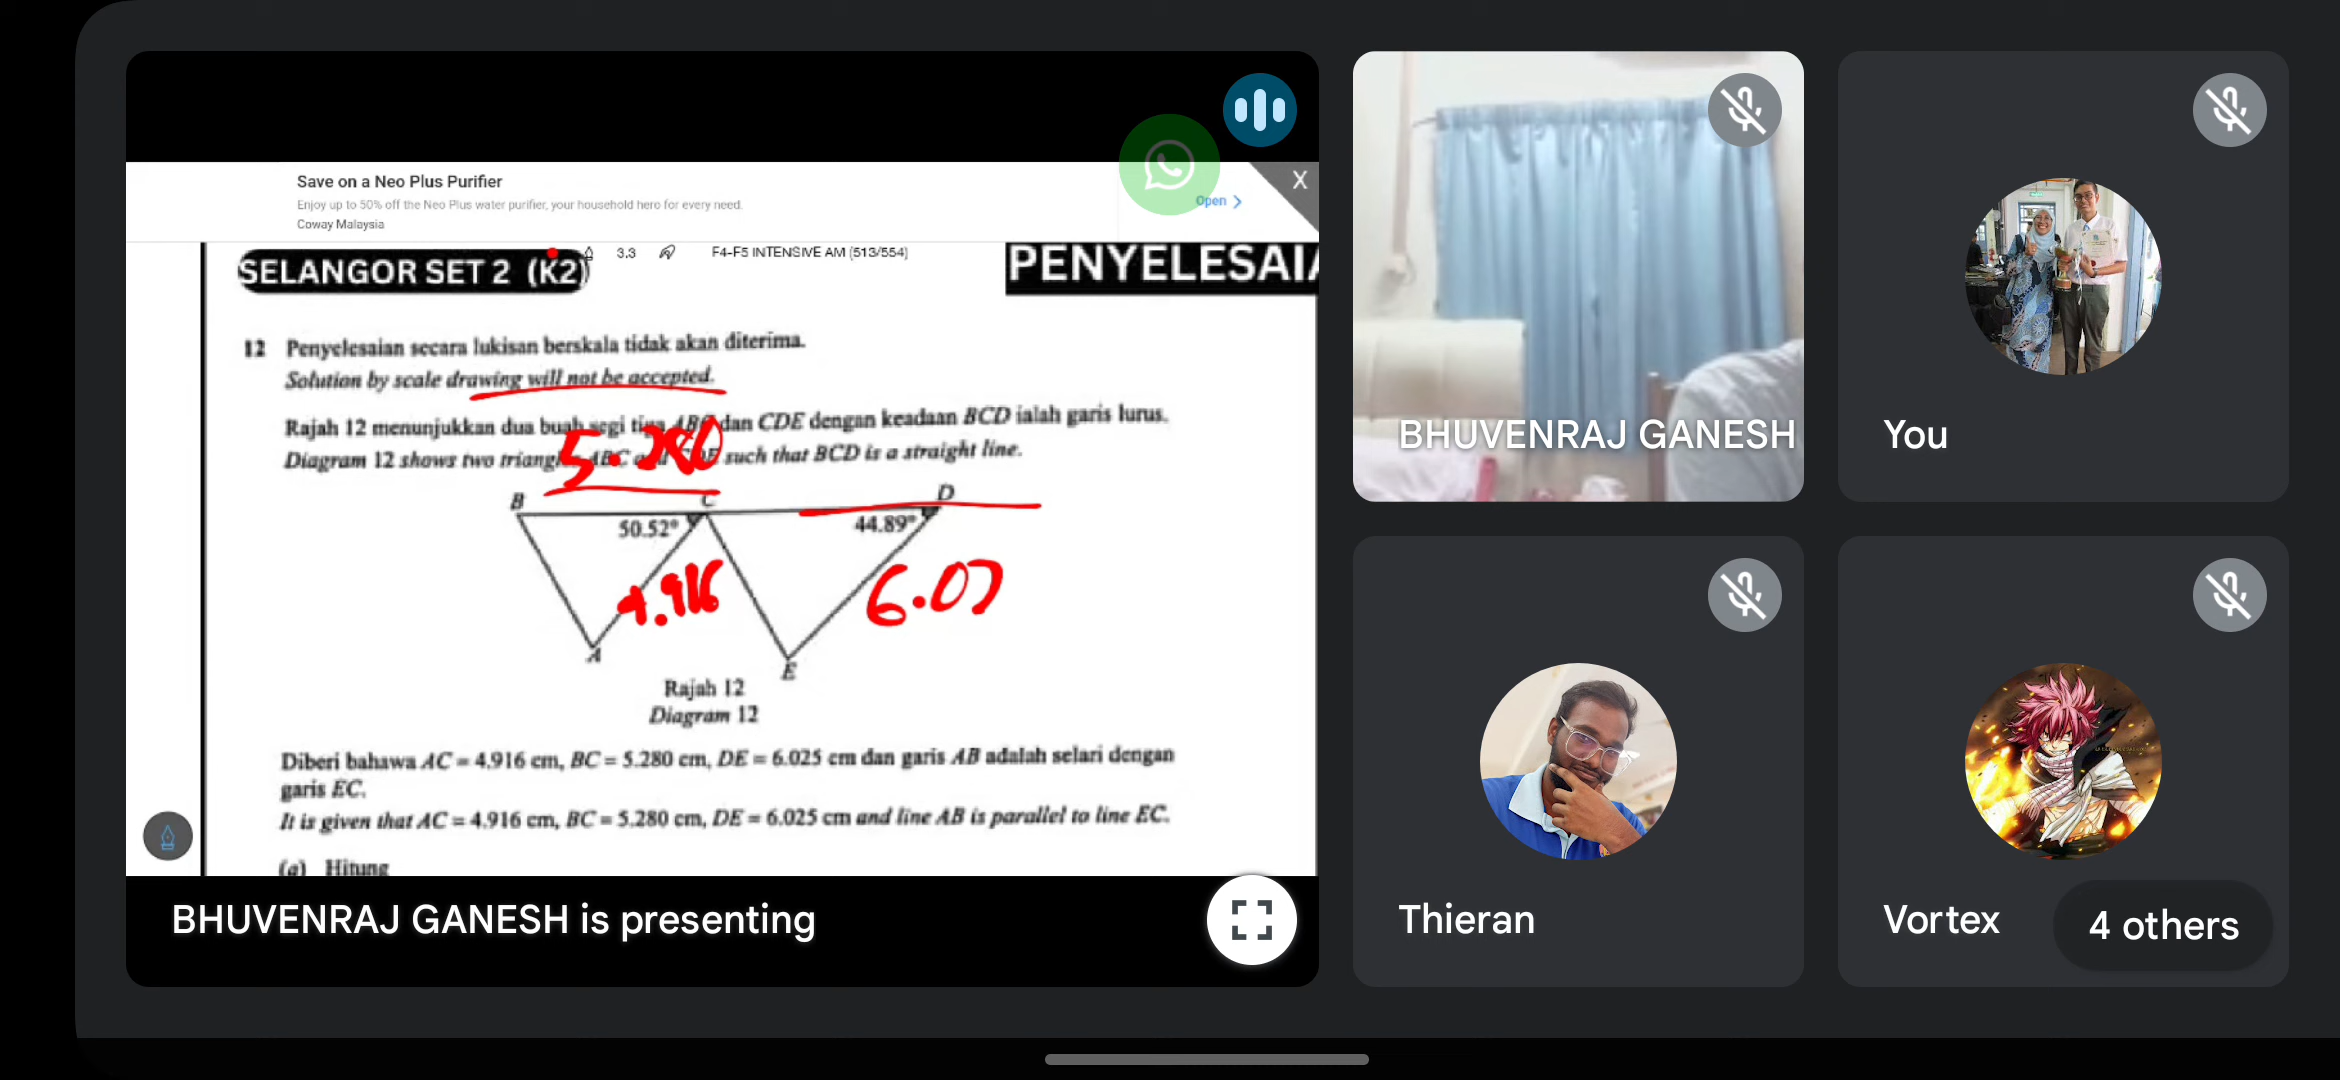 Save on a Neo Plus Purifier
Enjoy up to 50% off the Neo Plus water purifier, your household hero for every need.
Coway Malaysia
Open
X
SELANGOR SET 2 (K2)
3.3
F4-F5 INTENSIVE AM (513/554)
PENYELESAI
12 Penyelesaian secara lukisan berskala tidak akan diterima.
Solution by scale drawing will not be accepted.
Rajah 12 menunjukkan dua buah segi tiga ABC dan CDE dengan keadaan BCD ialah garis lurus.
Diagram 12 shows two triangles ABC and CDE such that BCD is a straight line.
5.280
B C D
50.52° 44.89°
4.916 6.07
A E
Rajah 12
Diagram 12
Diberi bahawa AC = 4.916 cm, BC = 5.280 cm, DE = 6.025 cm dan garis AB adalah selari dengan
garis EC.
It is given that AC = 4.916 cm, BC = 5.280 cm, DE = 6.025 cm and line AB is parallel to line EC.
(a) Hitung
BHUVENRAJ GANESH is presenting
BHUVENRAJ GANESH
You
Thieran
Vortex
4 others